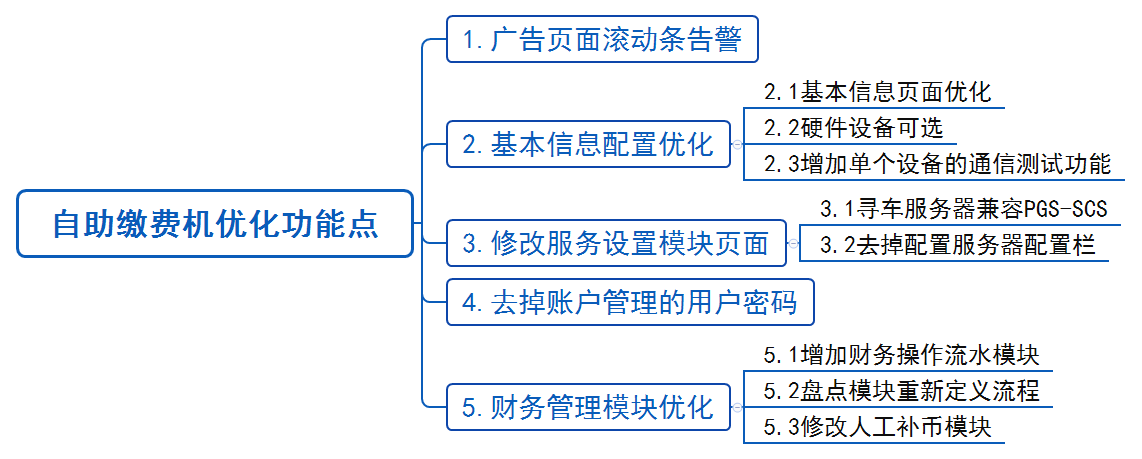 自助缴费机优化功能点
1.广告页面滚动条告警
2.基本信息配置优化
2.1基本信息页面优化
2.2硬件设备可选
2.3增加单个设备的通信测试功能
3.修改服务设置模块页面
3.1寻车服务器兼容PGS-SCS
3.2去掉配置服务器配置栏
4.去掉账户管理的用户密码
5.财务管理模块优化
5.1增加财务操作流水模块
5.2盘点模块重新定义流程
5.3修改人工补币模块